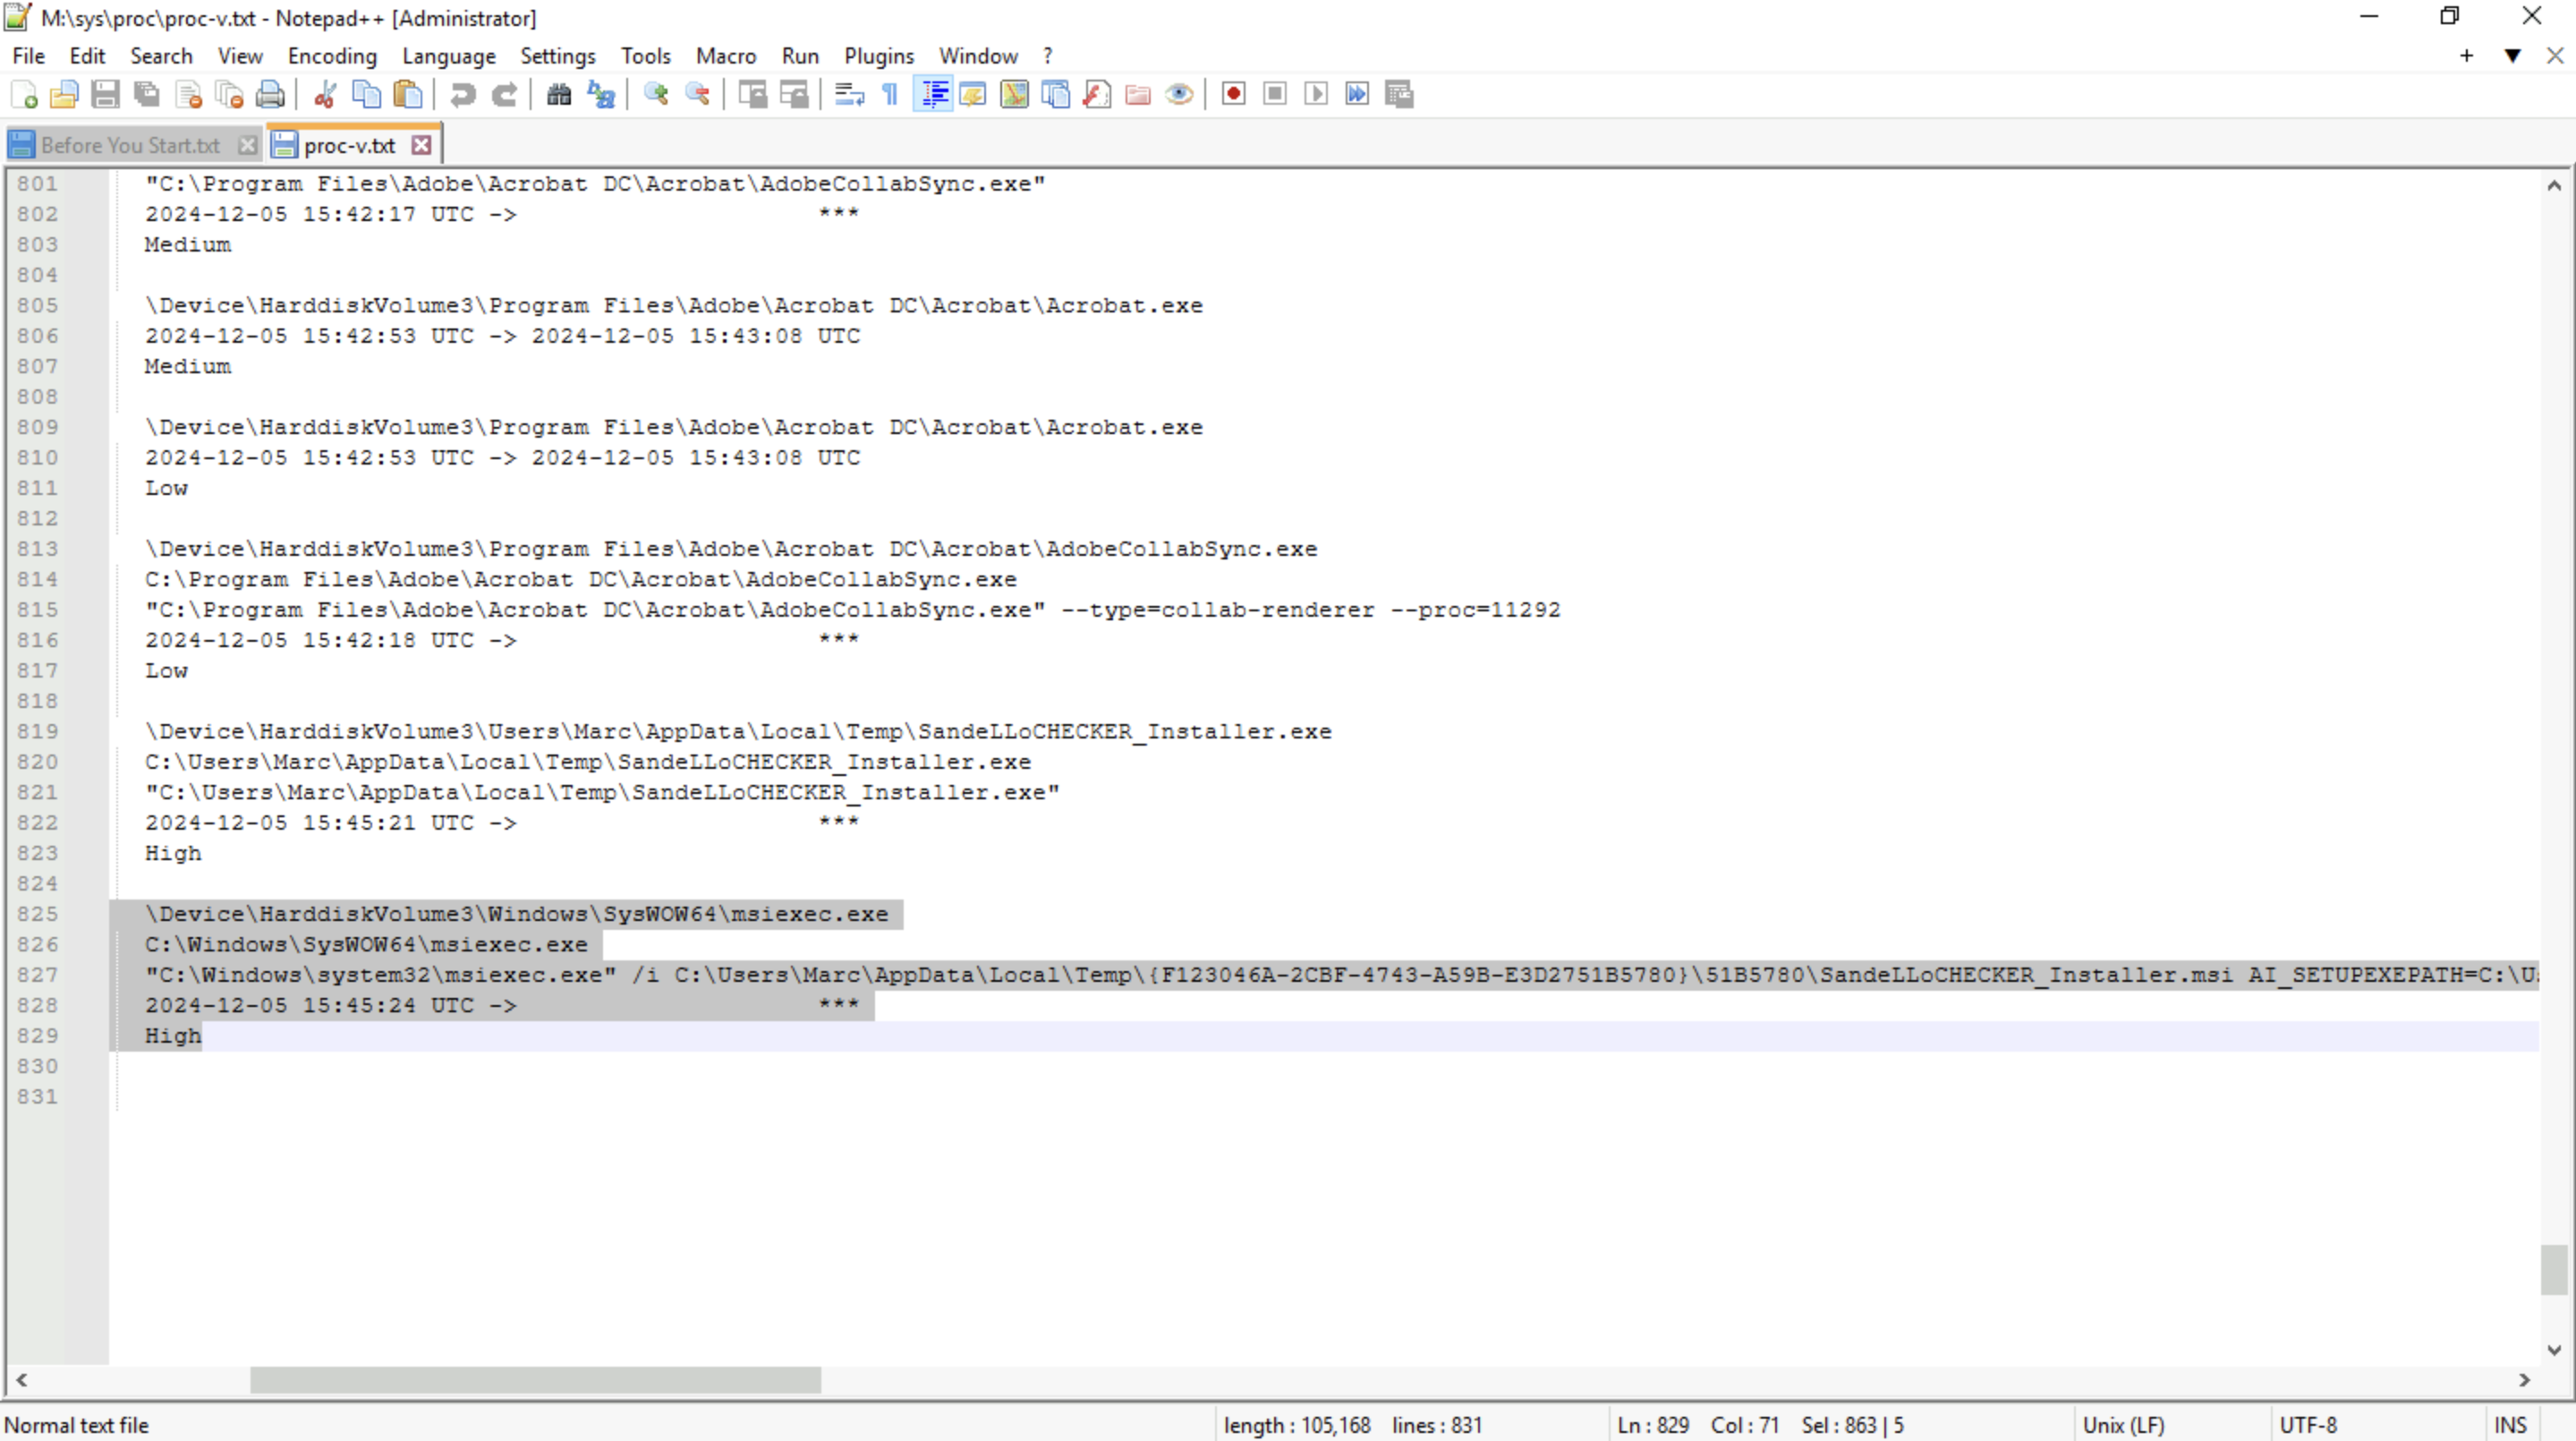 M:\sys\proc\proc-v.txt - Notepad++ [Administrator]
File Edit Search View Encoding Language Settings Tools Macro Run Plugins Window ?
Before You Start.txt proc-v.txt
801 "C:\Program Files\Adobe\Acrobat DC\Acrobat\AdobeCollabSync.exe"
802 2024-12-05 15:42:17 UTC -> ***
803 Medium
804
805 \Device\HarddiskVolume3\Program Files\Adobe\Acrobat DC\Acrobat\Acrobat.exe
806 2024-12-05 15:42:53 UTC -> 2024-12-05 15:43:08 UTC
807 Medium
808
809 \Device\HarddiskVolume3\Program Files\Adobe\Acrobat DC\Acrobat\Acrobat.exe
810 2024-12-05 15:42:53 UTC -> 2024-12-05 15:43:08 UTC
811 Low
812
813 \Device\HarddiskVolume3\Program Files\Adobe\Acrobat DC\Acrobat\AdobeCollabSync.exe
814 C:\Program Files\Adobe\Acrobat DC\Acrobat\AdobeCollabSync.exe
815 "C:\Program Files\Adobe\Acrobat DC\Acrobat\AdobeCollabSync.exe" --type=collab-renderer --proc=11292
816 2024-12-05 15:42:18 UTC -> ***
817 Low
818
819 \Device\HarddiskVolume3\Users\Marc\AppData\Local\Temp\SandeLLoCHECKER_Installer.exe
820 C:\Users\Marc\AppData\Local\Temp\SandeLLoCHECKER_Installer.exe
821 "C:\Users\Marc\AppData\Local\Temp\SandeLLoCHECKER_Installer.exe"
822 2024-12-05 15:45:21 UTC -> ***
823 High
824
825 \Device\HarddiskVolume3\Windows\SysWOW64\msiexec.exe
826 C:\Windows\SysWOW64\msiexec.exe
827 "C:\Windows\system32\msiexec.exe" /i C:\Users\Marc\AppData\Local\Temp\{F123046A-2CBF-4743-A59B-E3D2751B5780}\51B5780\SandeLLoCHECKER_Installer.msi AI_SETUPEXEPATH=C:\U
828 2024-12-05 15:45:24 UTC -> ***
829 High
830
831
Normal text file length : 105,168 lines : 831 Ln : 829 Col : 71 Sel : 863 | 5 Unix (LF) UTF-8 INS